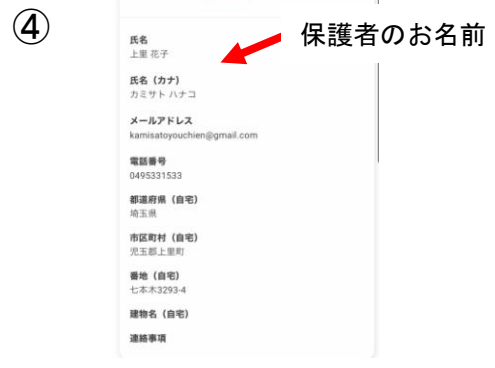 ④
保護者のお名前
氏名
上里 花子
氏名（カナ）
カミサト ハナコ
メールアドレス
kamisatoyouchien@gmail.com
電話番号
0495331533
都道府県（自宅）
埼玉県
市区町村（自宅）
児玉郡上里町
番地（自宅）
七本木3293-4
建物名（自宅）
連絡事項